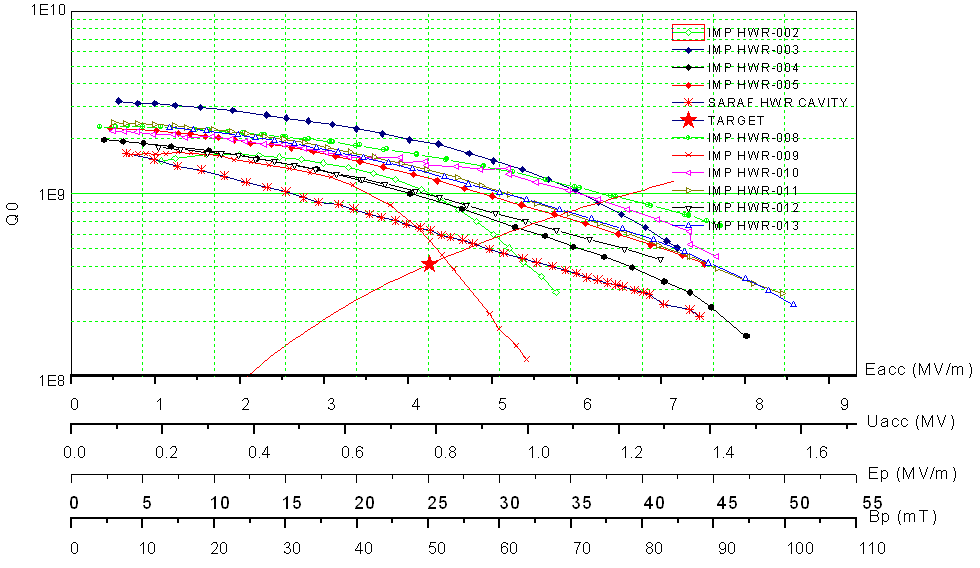 1E10
IMP HWR-002
IMP HWR-003
IMP HWR-004
IMP HWR-005
SARAF HWR CAVITY
TARGET
IMP HWR-008
IMP HWR-009
IMP HWR-010
IMP HWR-011
IMP HWR-012
IMP HWR-013
1E9
Q0
1E8
Eacc (MV/m)
0 1 2 3 4 5 6 7 8 9
Uacc (MV)
0.0 0.2 0.4 0.6 0.8 1.0 1.2 1.4 1.6
Ep (MV/m)
0 5 10 15 20 25 30 35 40 45 50 55
Bp (mT)
0 10 20 30 40 50 60 70 80 90 100 110